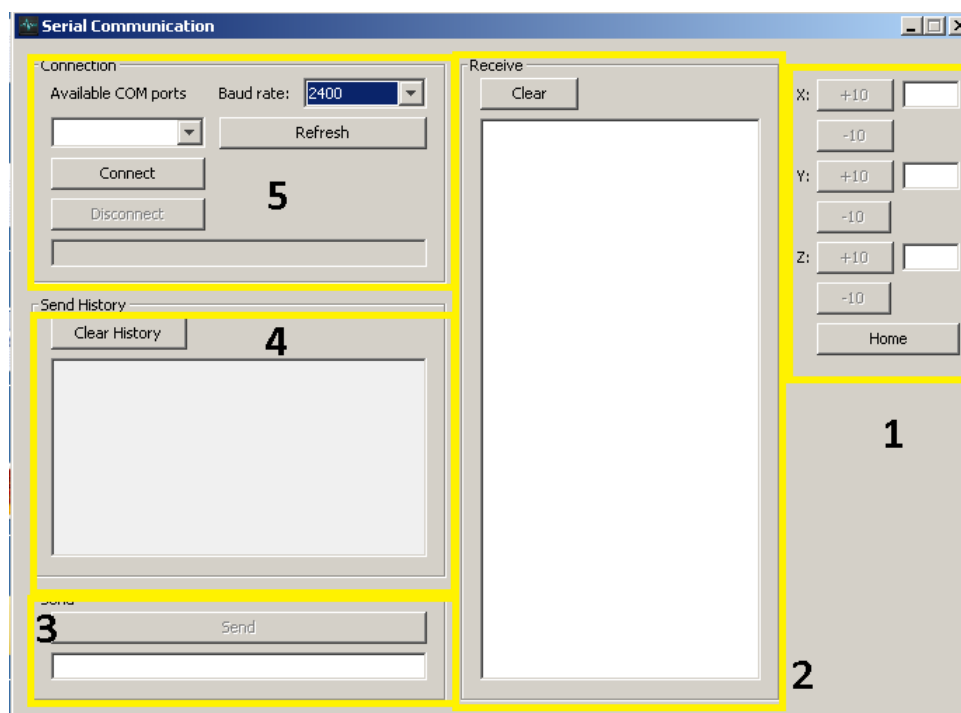 Serial Communication
Connection
Available COM ports Baud rate: 2400
Refresh
Connect
5
Disconnect
Send History
Clear History
4
Send
3
Send
Receive
Clear
2
X: +10
-10
Y: +10
-10
Z: +10
-10
Home
1